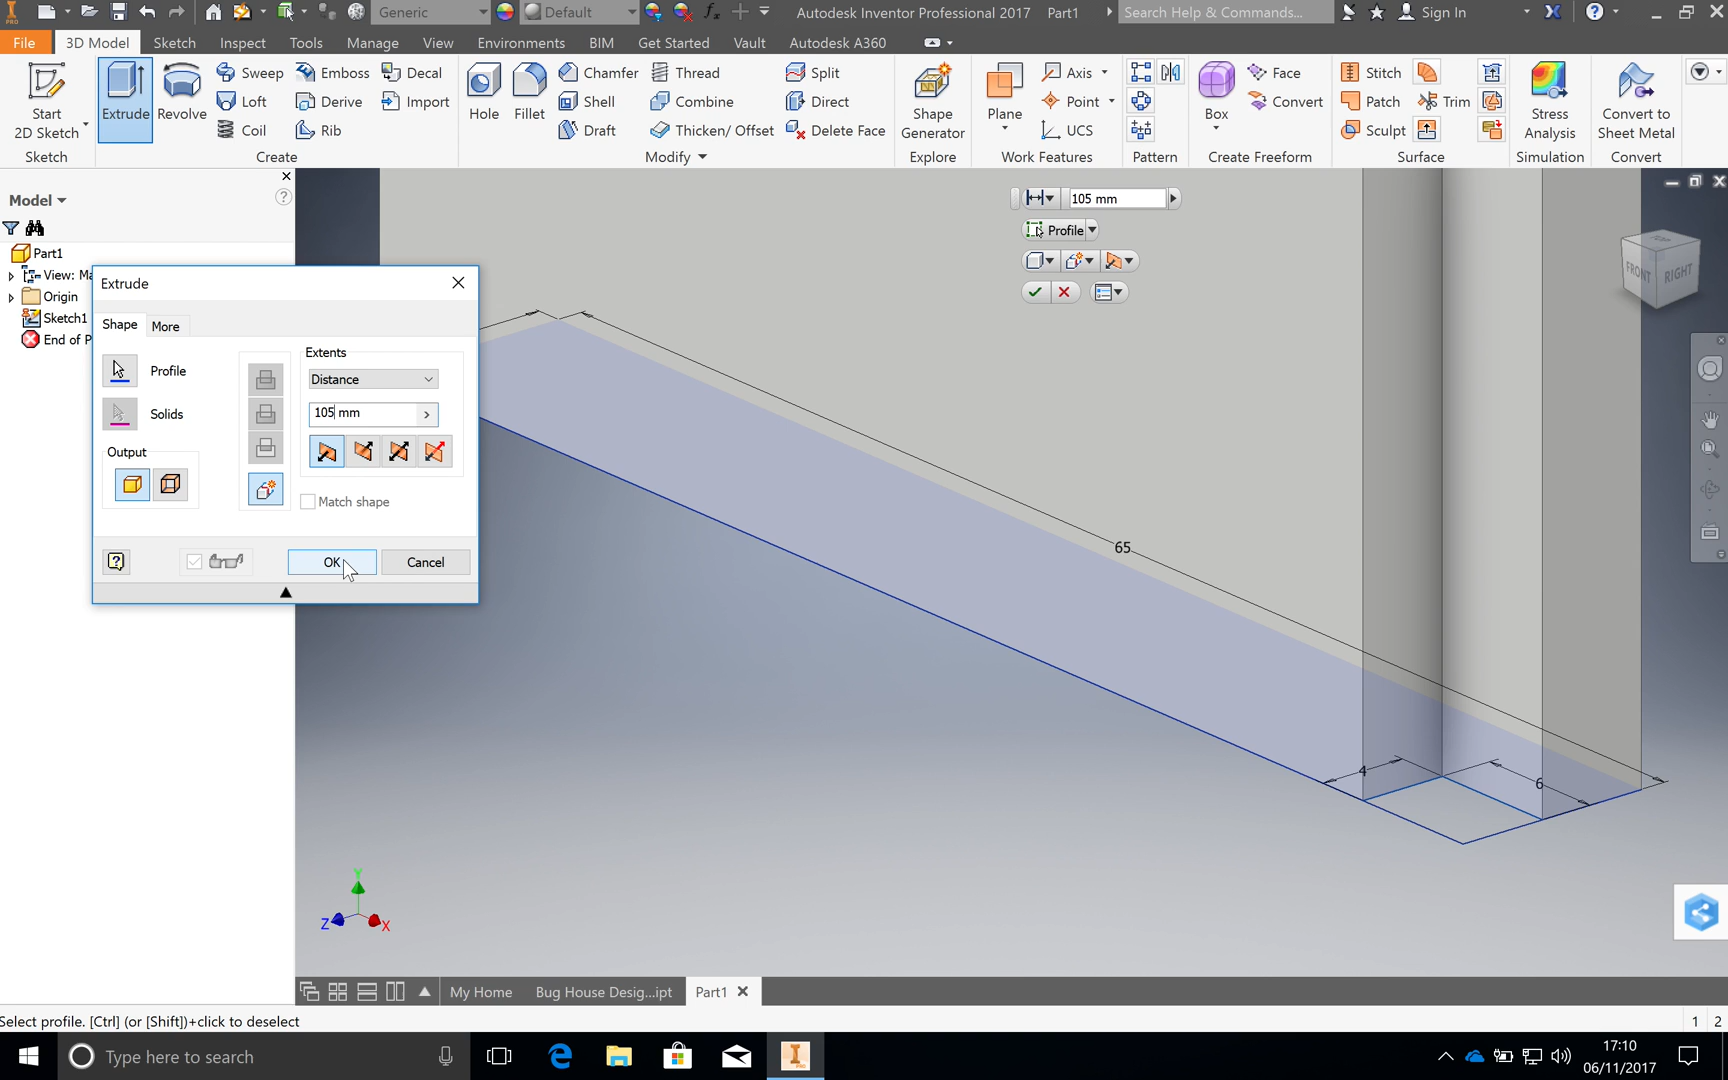 PRO
Generic
Default
Autodesk Inventor Professional 2017 Part1
Search Help & Commands...
Sign In
File
3D Model
Sketch
Inspect
Tools
Manage
View
Environments
BIM
Get Started
Vault
Autodesk A360
Start
2D Sketch
Extrude
Revolve
Sweep
Loft
Coil
Emboss
Derive
Rib
Decal
Import
Hole
Fillet
Chamfer
Shell
Draft
Thread
Combine
Thicken/ Offset
Split
Direct
Delete Face
Shape
Generator
Plane
Axis
Point
UCS
Box
Face
Convert
Stitch
Patch
Sculpt
Trim
Stress
Analysis
Convert to
Sheet Metal
Sketch
Create
Modify
Explore
Work Features
Pattern
Create Freeform
Surface
Simulation
Convert
Model
Part1
View: Ma
Origin
Sketch1
End of P
Extrude
Shape
More
Profile
Solids
Output
Extents
Distance
105 mm
Match shape
OK
Cancel
105 mm
Profile
TOP
FRONT
RIGHT
65
4
6
Y
Z
X
My Home
Bug House Desig...ipt
Part1
Select profile. [Ctrl] (or [Shift])+click to deselect
1 2
Type here to search
17:10
06/11/2017